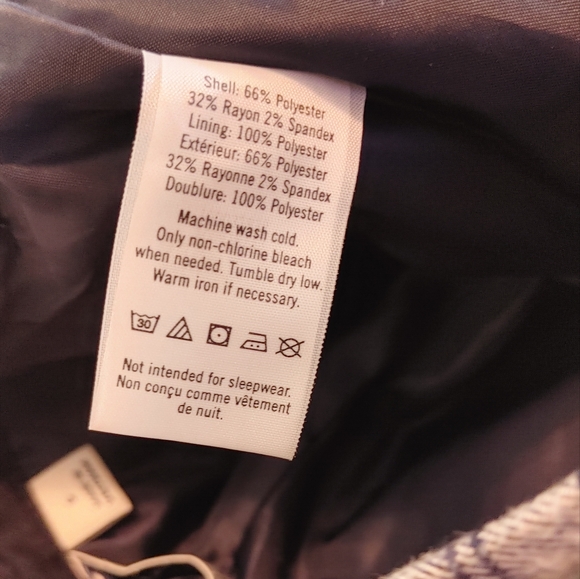 Shell: 66% Polyester
32% Rayon 2% Spandex
Lining: 100% Polyester
Extérieur: 66% Polyester
32% Rayonne 2% Spandex
Doublure: 100% Polyester
Machine wash cold.
Only non-chlorine bleach
when needed. Tumble dry low.
Warm iron if necessary.
30
Not intended for sleepwear.
Non conçu comme vêtement
de nuit.